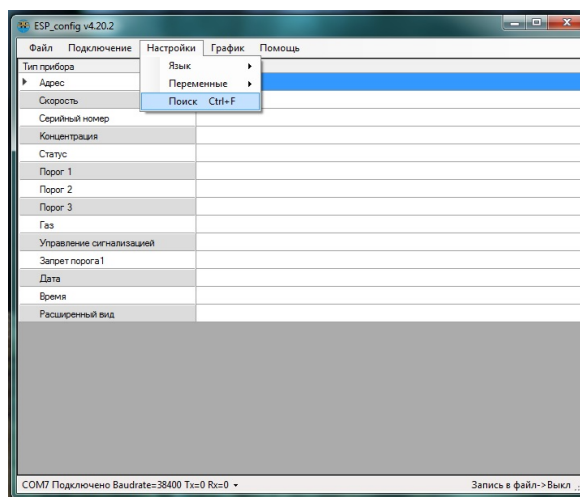 ESP_config v4.20.2
Файл Подключение Настройки График Помощь
Тип прибора
Язык
Адрес
Переменные
Скорость
Поиск Ctrl+F
Серийный номер
Концентрация
Статус
Порог 1
Порог 2
Порог 3
Газ
Управление сигнализацией
Запрет порога1
Дата
Время
Расширенный вид
COM7 Подключено Baudrate=38400 Tx=0 Rx=0 Запись в файл->Выкл